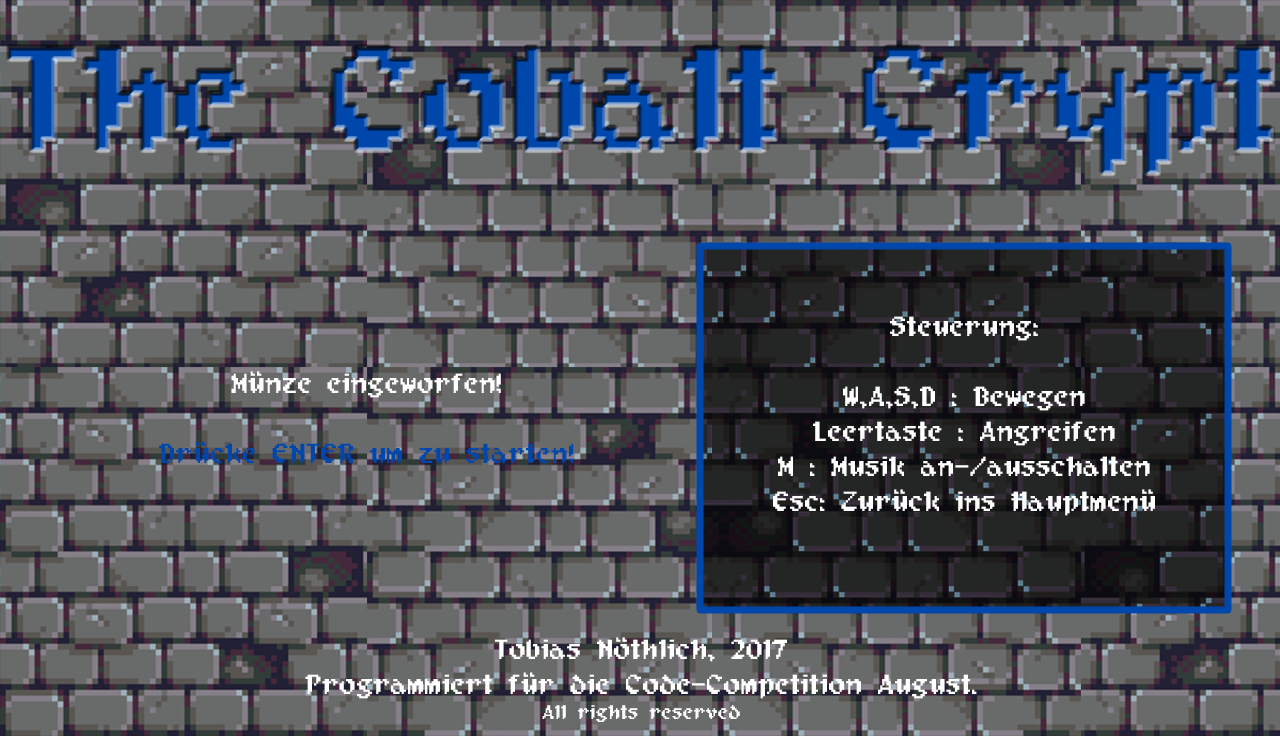 The Cobalt Crypt
Münze eingeworfen!
Drücke ENTER um zu starten!
Steuerung:
W,A,S,D : Bewegen
Leertaste : Angreifen
M : Musik an-/ausschalten
Esc: Zurück ins Hauptmenü
Tobias Nöthlich, 2017
Programmiert für die Code-Competition August.
All rights reserved